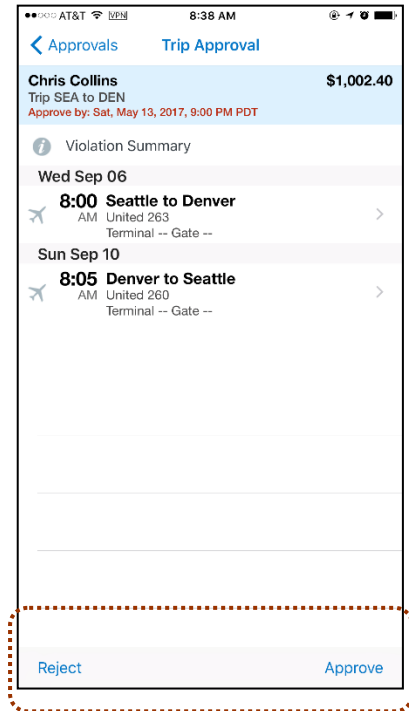 AT&T VPN 8:38 AM
Approvals Trip Approval
Chris Collins $1,002.40
Trip SEA to DEN
Approve by: Sat, May 13, 2017, 9:00 PM PDT
i Violation Summary
Wed Sep 06
8:00 Seattle to Denver
AM United 263
Terminal -- Gate --
Sun Sep 10
8:05 Denver to Seattle
AM United 260
Terminal -- Gate --
Reject Approve